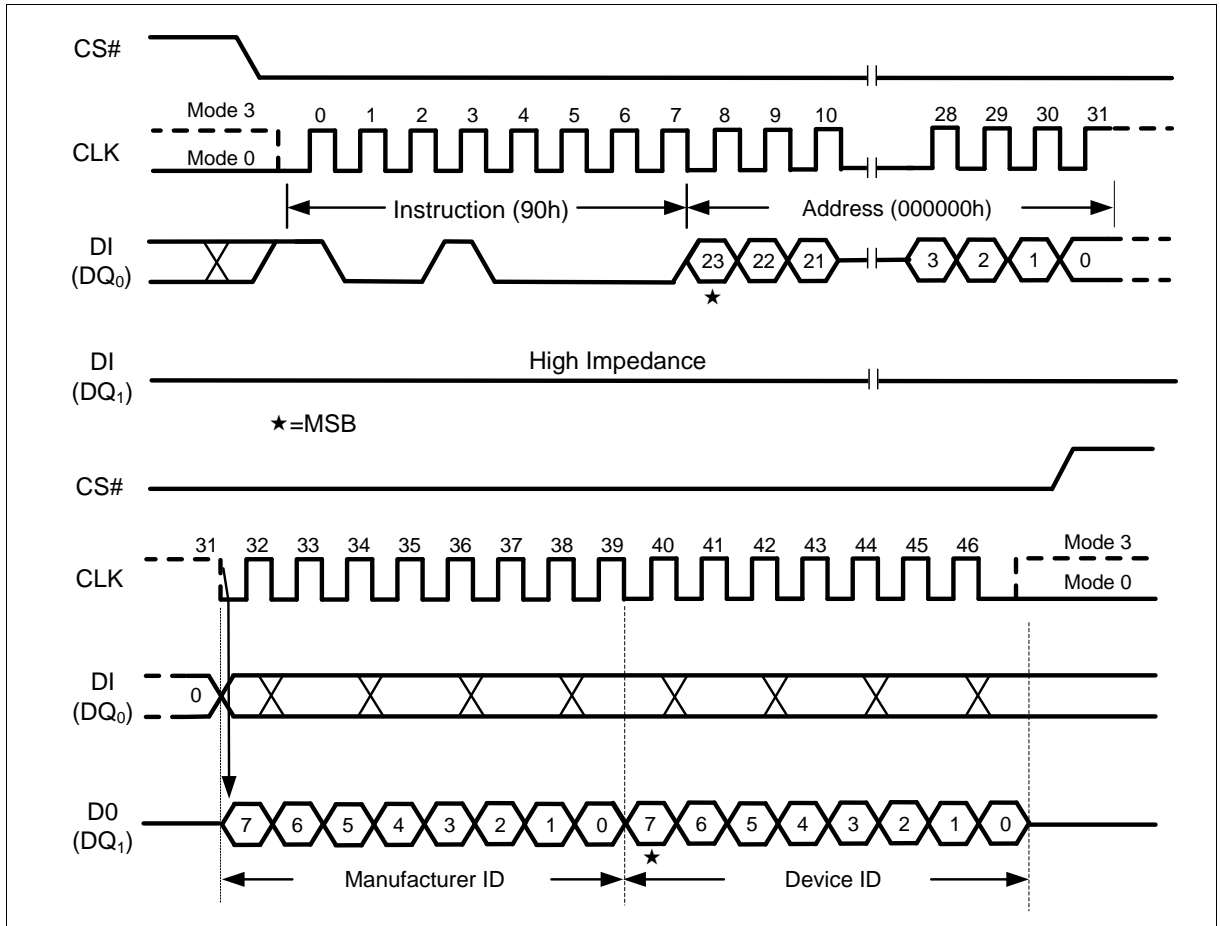 CS#
Mode 3
0 1 2 3 4 5 6 7 8 9 10 28 29 30 31
CLK
Mode 0
Instruction (90h) Address (000000h)
DI
(DQ0)
23 22 21 3 2 1 0
★
DI
(DQ1)
High Impedance
★=MSB
CS#
31 32 33 34 35 36 37 38 39 40 41 42 43 44 45 46
Mode 3
CLK
Mode 0
DI
(DQ0)
0
D0
(DQ1)
7 6 5 4 3 2 1 0 7 6 5 4 3 2 1 0
★
Manufacturer ID Device ID